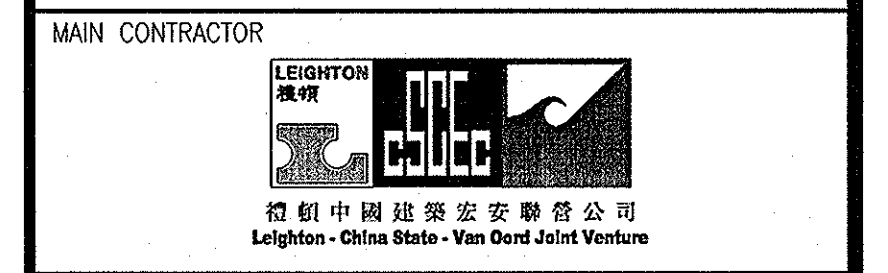 MAIN CONTRACTOR
LEIGHTON
禮頓
CSCEC
禮頓中國建築宏安聯營公司
Leighton - China State - Van Oord Joint Venture